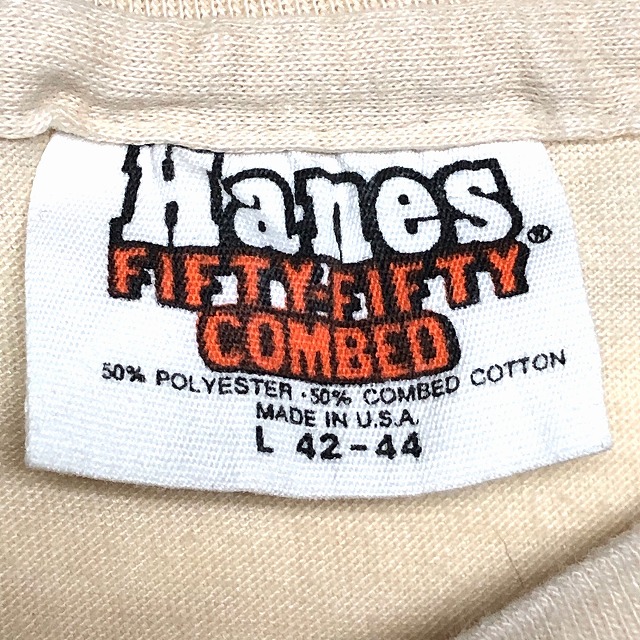 Hanes®
FIFTY-FIFTY
COMBED
50% POLYESTER · 50% COMBED COTTON
MADE IN U.S.A.
L 42-44